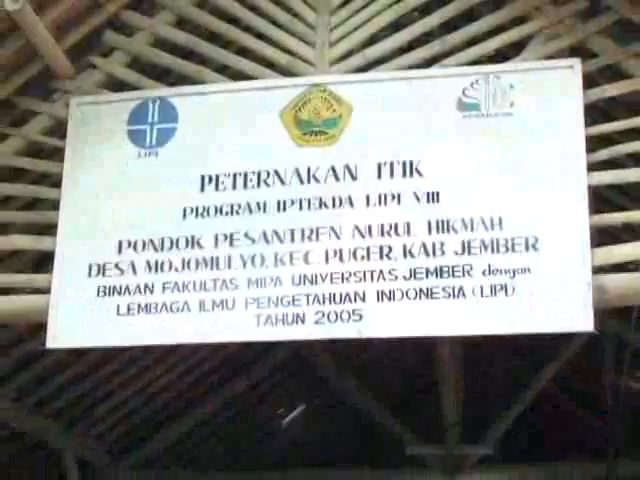 LIPI
PETERNAKAN ITIK
PROGRAM IPTEKDA LIPI VIII
PONDOK PESANTREN NURUL HIKMAH
DESA MOJOMULYO, KEC. PUGER, KAB JEMBER
BINAAN FAKULTAS MIPA UNIVERSITAS JEMBER dengan
LEMBAGA ILMU PENGETAHUAN INDONESIA (LIPI)
TAHUN 2005